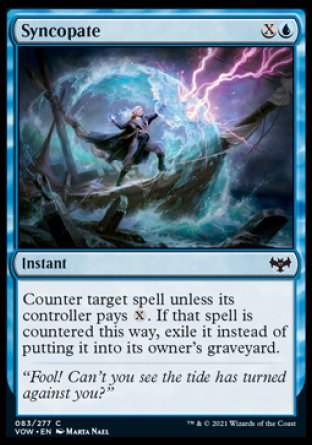 Syncopate X
Instant
Counter target spell unless its
controller pays X. If that spell is
countered this way, exile it instead of
putting it into its owner's graveyard.
"Fool! Can't you see the tide has turned
against you?"
083/277 C
VOW • EN Marta Nael ™ & © 2021 Wizards of the Coast